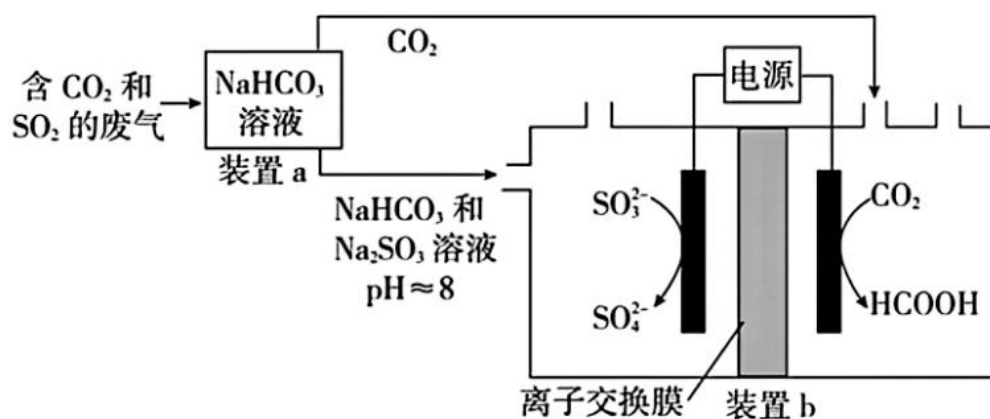 CO₂
含 CO₂ 和
SO₂ 的废气
NaHCO₃
溶液
装置 a
电源
NaHCO₃ 和
Na₂SO₃ 溶液
pH≈8
SO₃²⁻
SO₄²⁻
CO₂
HCOOH
离子交换膜
装置 b